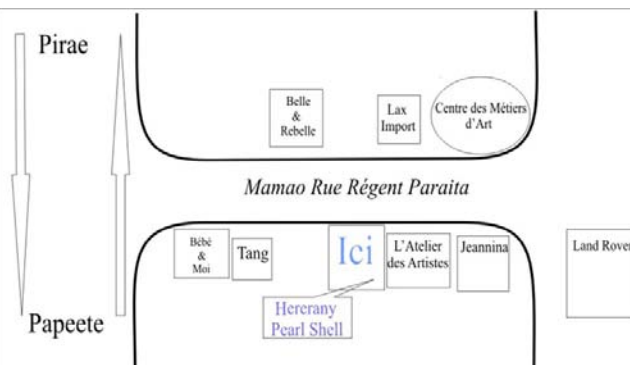 Pirae
Belle
&
Rebelle
Lax
Import
Centre des Métiers
d'Art
Mamao Rue Régent Paraita
Bébé
&
Moi
Tang
Ici
L'Atelier
des Artistes
Jeannina
Land Rover
Hererany
Pearl Shell
Papeete